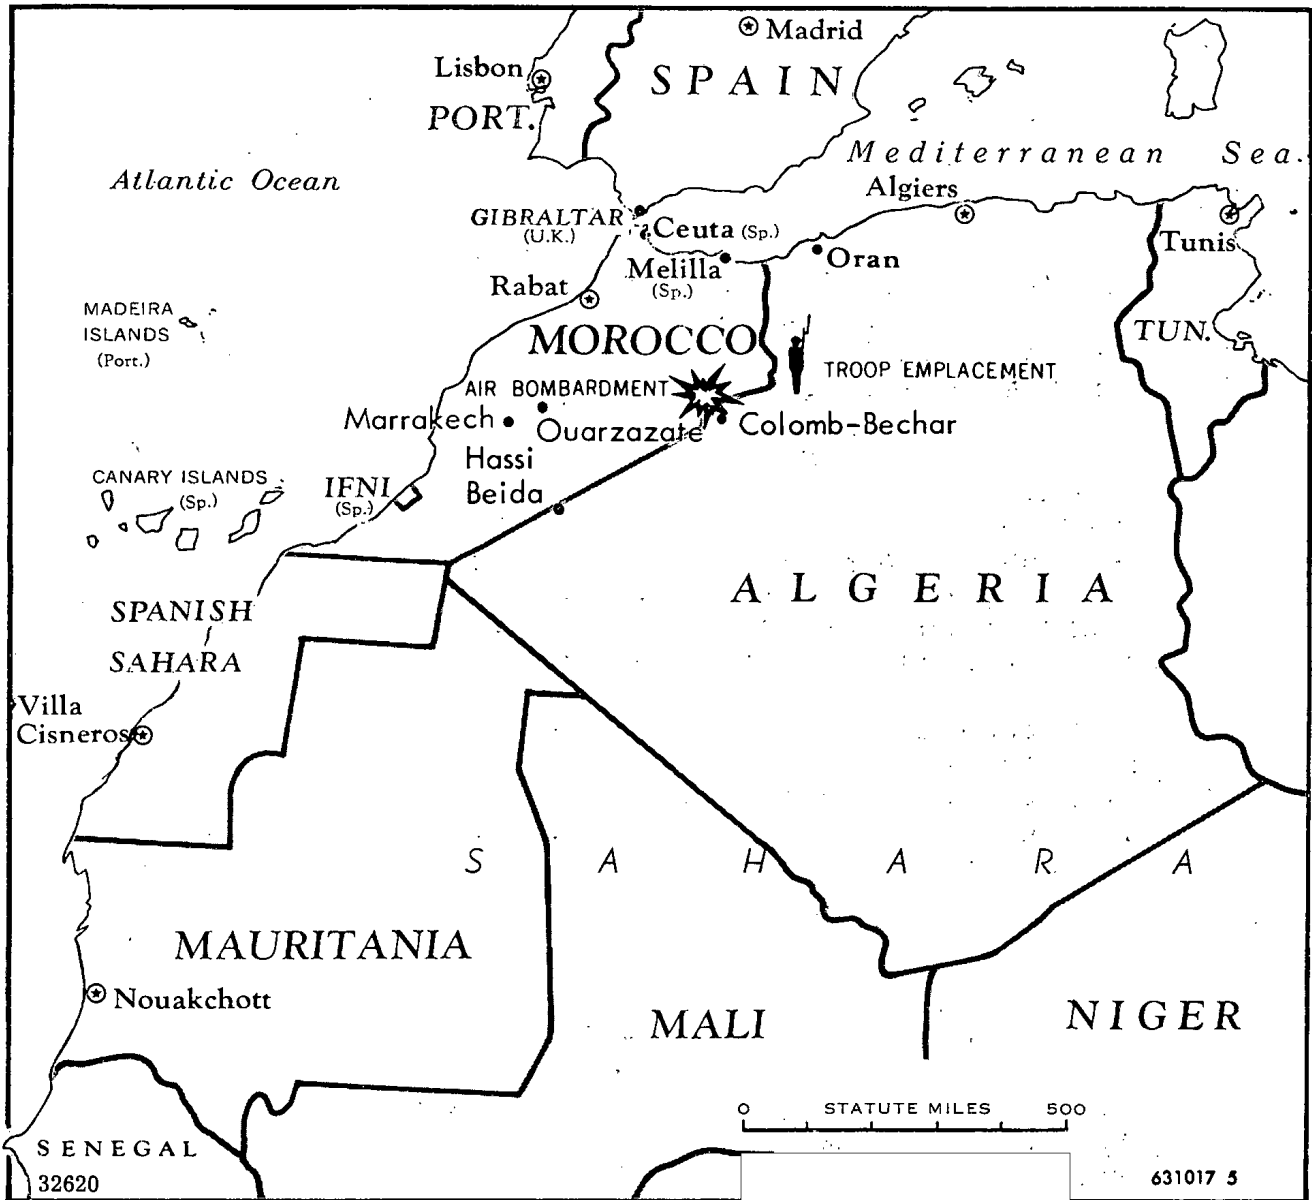 Madrid
Lisbon
SPAIN
PORT.
Mediterranean Sea
Atlantic Ocean
Algiers
GIBRALTAR
(U.K.)
Ceuta (Sp.)
Tunis
Oran
Melilla
(Sp.)
Rabat
MADEIRA
ISLANDS
(Port.)
MOROCCO
TUN.
TROOP EMPLACEMENT
AIR BOMBARDMENT
Marrakech
Ouarzazate
Colomb-Bechar
Hassi
Beida
CANARY ISLANDS
(Sp.)
IFNI
(Sp.)
ALGERIA
SPANISH
SAHARA
Villa
Cisneros
SAHARA
MAURITANIA
Nouakchott
MALI
NIGER
0 STATUTE MILES 500
SENEGAL
32620
631017 5